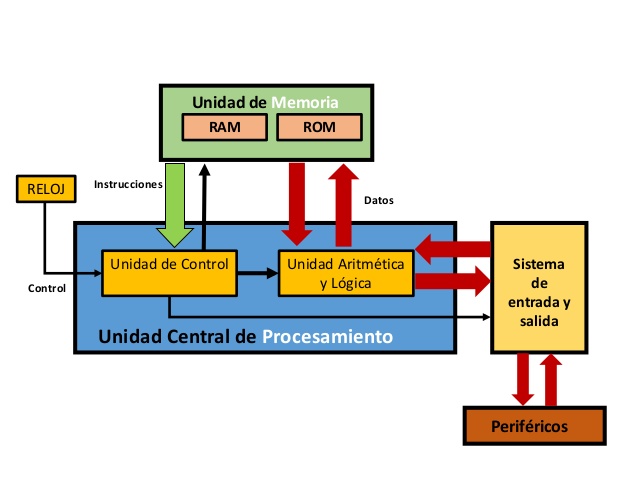 Unidad de Memoria
RAM
ROM
RELOJ
Instrucciones
Datos
Control
Unidad de Control
Unidad Aritmética
y Lógica
Sistema
de
entrada y
salida
Unidad Central de Procesamiento
Periféricos